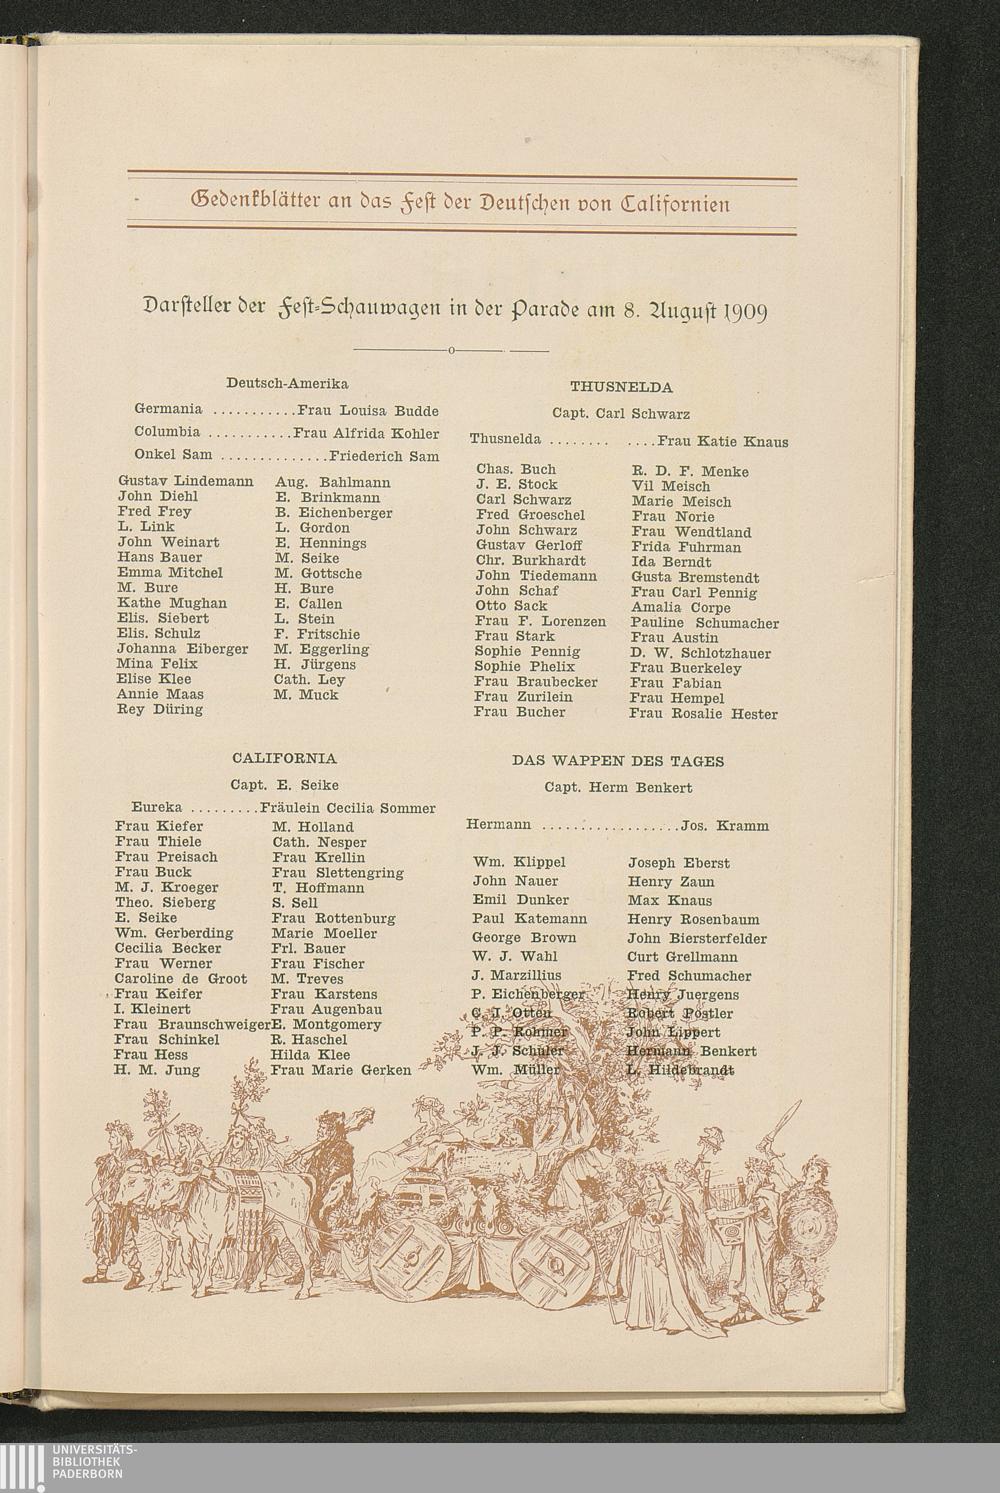 Gedenkblätter an das Fest der Deutschen von Californien
Darsteller der Fest-Schauwagen in der Parade am 8. August 1909
Deutsch-Amerika
Germania ...........Frau Louisa Budde
Columbia ...........Frau Alfrida Kohler
Onkel Sam ..............Friederich Sam
Gustav Lindemann
John Diehl
Fred Frey
L. Link
John Weinart
Hans Bauer
Emma Mitchel
M. Bure
Kathe Mughan
Elis. Siebert
Elis. Schulz
Johanna Eiberger
Mina Felix
Elise Klee
Annie Maas
Rey Düring
Aug. Bahlmann
E. Brinkmann
B. Eichenberger
L. Gordon
E. Hennings
M. Seike
M. Gottsche
H. Bure
E. Callen
L. Stein
F. Fritschie
M. Eggerling
H. Jürgens
Cath. Ley
M. Muck
THUSNELDA
Capt. Carl Schwarz
Thusnelda ........ ....Frau Katie Knaus
Chas. Buch
J. E. Stock
Carl Schwarz
Fred Groeschel
John Schwarz
Gustav Gerloff
Chr. Burkhardt
John Tiedemann
John Schaf
Otto Sack
Frau F. Lorenzen
Frau Stark
Sophie Pennig
Sophie Phelix
Frau Braubecker
Frau Zurilein
Frau Bucher
R. D. F. Menke
Vil Meisch
Marie Meisch
Frau Norie
Frau Wendtland
Frida Fuhrman
Ida Berndt
Gusta Bremstendt
Frau Carl Pennig
Amalia Corpe
Pauline Schumacher
Frau Austin
D. W. Schlotzhauer
Frau Buerkeley
Frau Fabian
Frau Hempel
Frau Rosalie Hester
CALIFORNIA
Capt. E. Seike
Eureka .........Fräulein Cecilia Sommer
Frau Kiefer
Frau Thiele
Frau Preisach
Frau Buck
M. J. Kroeger
Theo. Sieberg
E. Seike
Wm. Gerberding
Cecilia Becker
Frau Werner
Caroline de Groot
Frau Keifer
I. Kleinert
Frau Braunschweiger
Frau Schinkel
Frau Hess
H. M. Jung
M. Holland
Cath. Nesper
Frau Krellin
Frau Slettengring
T. Hoffmann
S. Sell
Frau Rottenburg
Marie Moeller
Frl. Bauer
Frau Fischer
M. Treves
Frau Karstens
Frau Augenbau
E. Montgomery
R. Haschel
Hilda Klee
Frau Marie Gerken
DAS WAPPEN DES TAGES
Capt. Herm Benkert
Hermann ..................Jos. Kramm
Wm. Klippel
John Nauer
Emil Dunker
Paul Katemann
George Brown
W. J. Wahl
J. Marzillius
P. Eichenberger
C. J. Otten
P. P. Rohmer
J. J. Schuler
Wm. Müller
Joseph Eberst
Henry Zaun
Max Knaus
Henry Rosenbaum
John Biersterfelder
Curt Grellmann
Fred Schumacher
Henry Juergens
Robert Postler
John Lippert
Hermann Benkert
L. Hildebrandt
UNIVERSITÄTS-
BIBLIOTHEK
PADERBORN